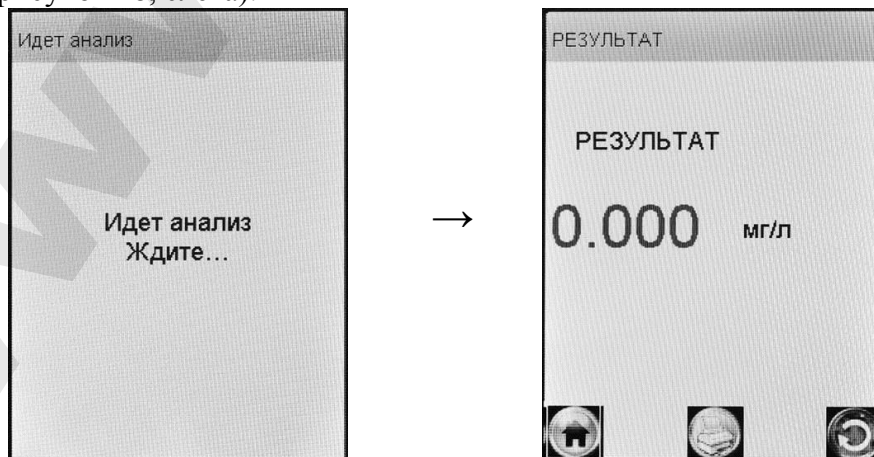 Идет анализ
Идет анализ
Ждите...
→
РЕЗУЛЬТАТ
РЕЗУЛЬТАТ
0.000 мг/л